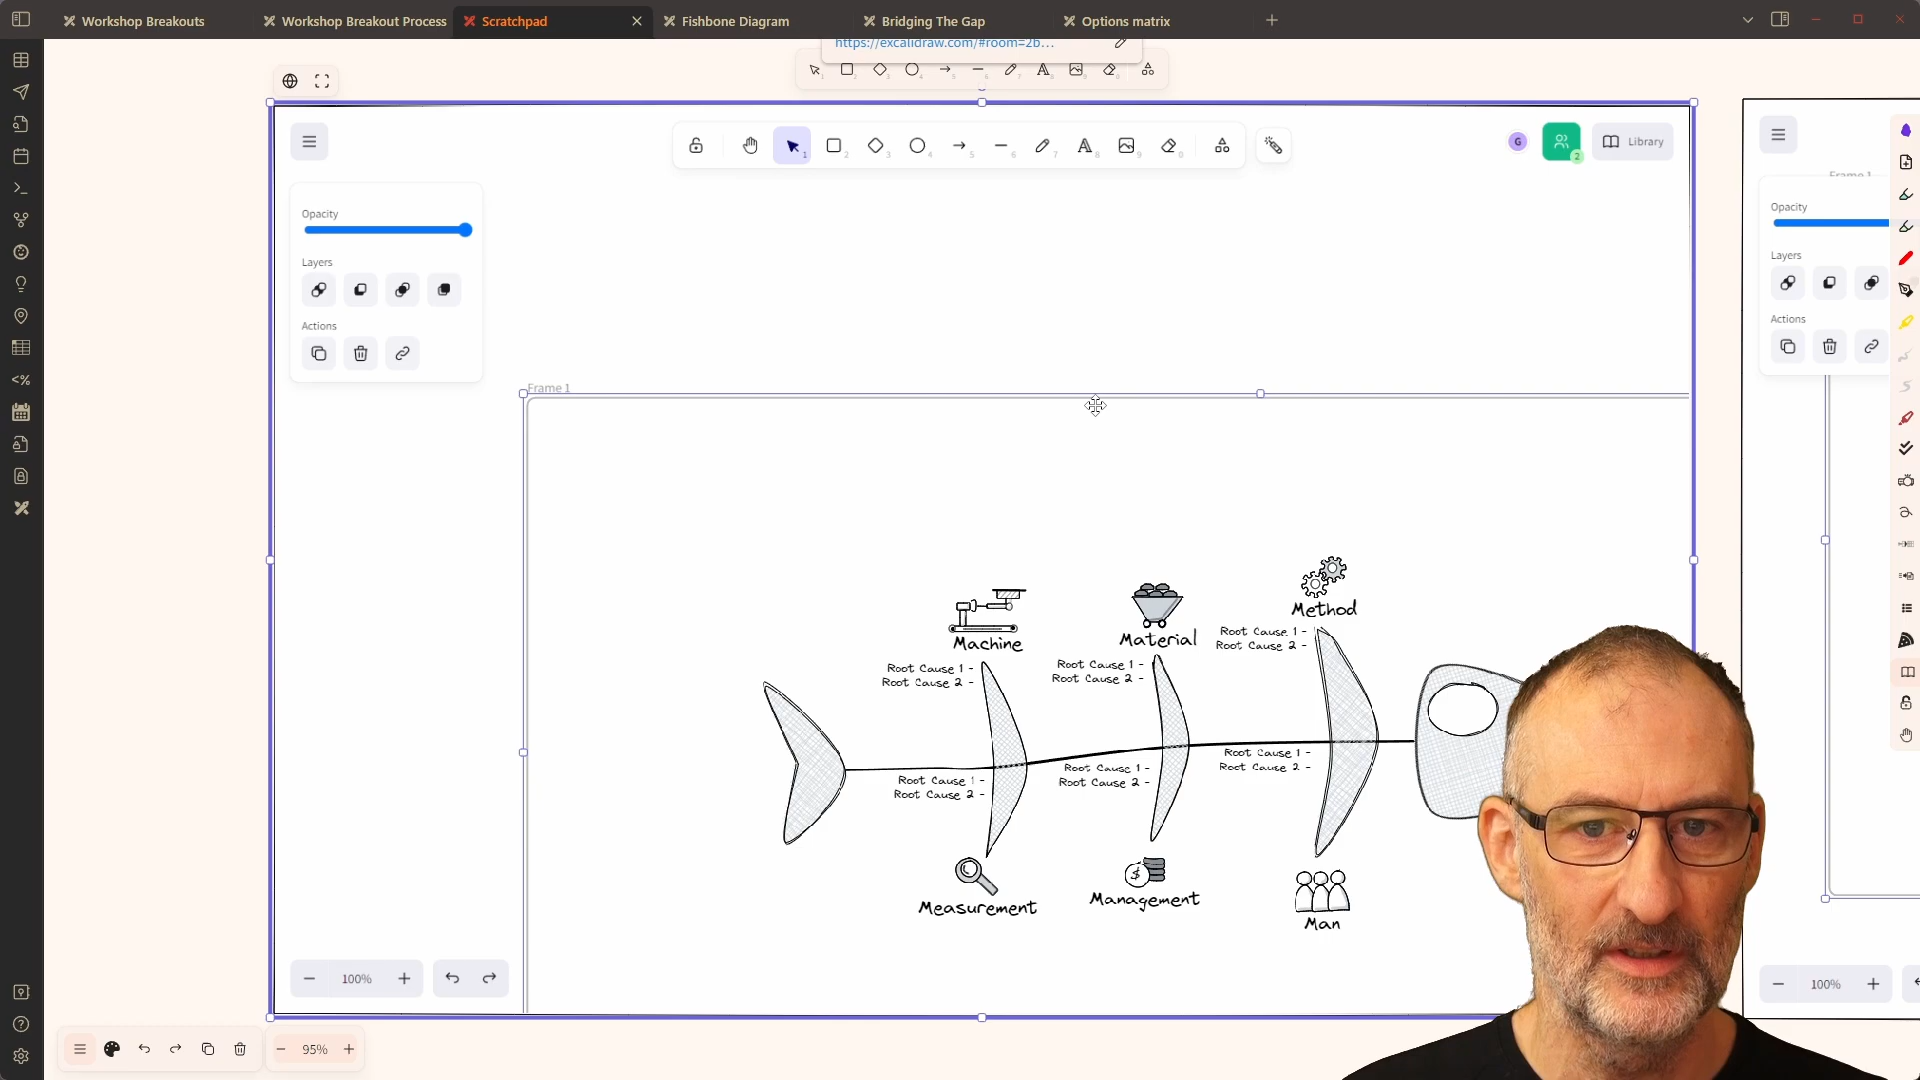 Workshop Breakouts
Workshop Breakout Process
Scratchpad
Fishbone Diagram
Bridging The Gap
Options matrix
https://excalidraw.com/#room=2b...
G
2
Library
Opacity
Layers
Actions
Frame 1
Machine
Root Cause 1 -
Root Cause 2 -
Material
Root Cause 1 -
Root Cause 2 -
Method
Root Cause 1 -
Root Cause 2 -
Root Cause 1 -
Root Cause 2 -
Measurement
Root Cause 1 -
Root Cause 2 -
Management
Root Cause 1 -
Root Cause 2 -
Man
100%
95%
Frame 1
Opacity
Layers
Actions
100%